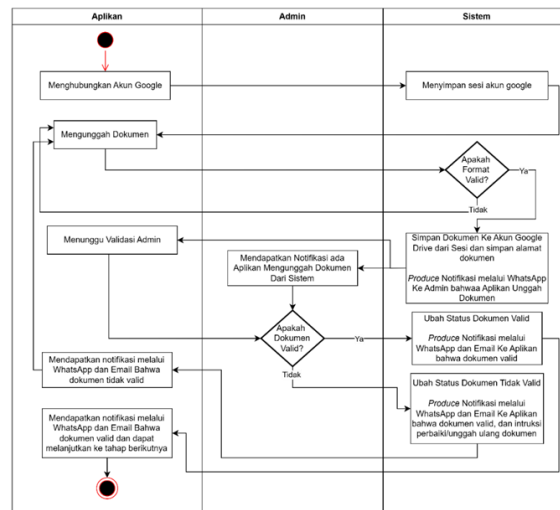 Aplikan
Admin
Sistem
Menghubungkan Akun Google
Menyimpan sesi akun google
Mengunggah Dokumen
Apakah
Format
Valid?
Ya
Tidak
Simpan Dokumen Ke Akun Google
Drive dari Sesi dan simpan alamat
dokumen
Produce Notifikasi melalui WhatsApp
Ke Admin bahwaa Aplikan Unggah
Dokumen
Menunggu Validasi Admin
Mendapatkan Notifikasi ada
Aplikan Mengunggah Dokumen
Dari Sistem
Apakah
Dokumen
Valid?
Ya
Tidak
Ubah Status Dokumen Valid
Produce Notifikasi melalui
WhatsApp dan Email Ke Aplikan
bahwa dokumen valid
Mendapatkan notifikasi melalui
WhatsApp dan Email Bahwa
dokumen tidak valid
Ubah Status Dokumen Tidak Valid
Produce Notifikasi melalui
WhatsApp dan Email Ke Aplikan
bahwa dokumen valid, dan intruksi
perbaiki/unggah ulang dokumen
Mendapatkan notifikasi melalui
WhatsApp dan Email Bahwa
dokumen valid dan dapat
melanjutkan ke tahap berikutnya